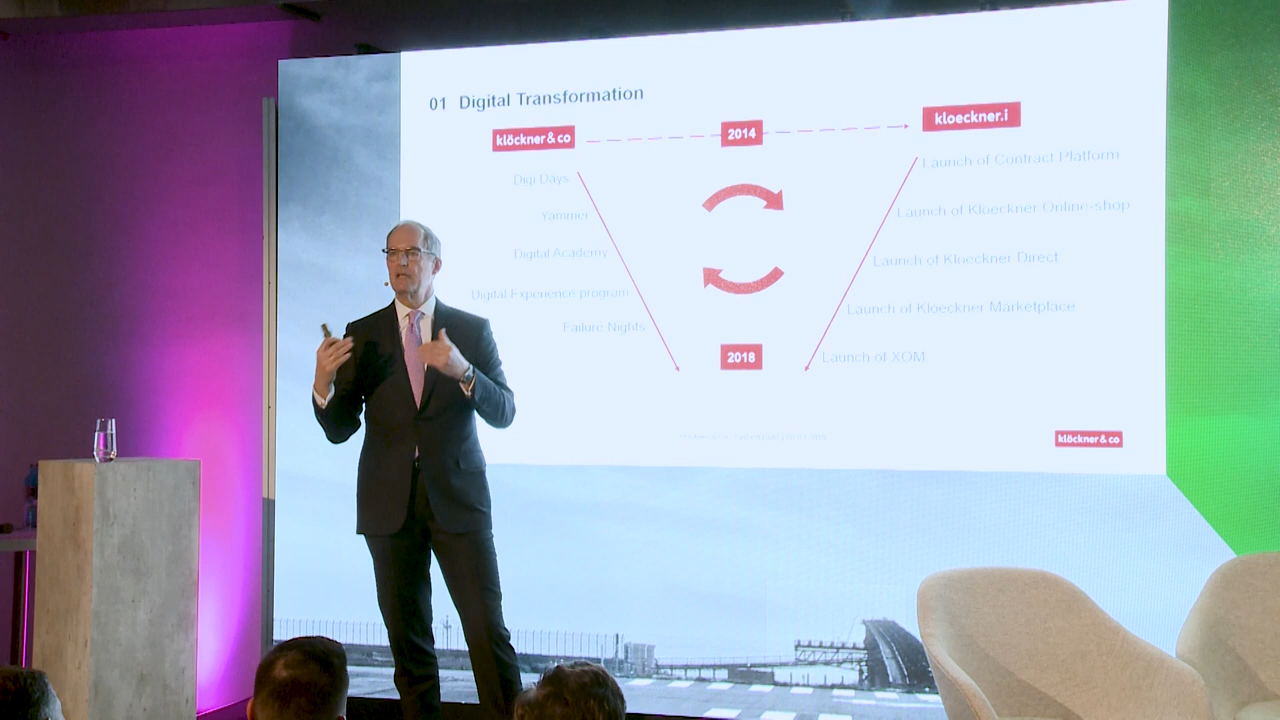 01 Digital Transformation
klöckner & co
2014
kloeckner.i
Digi Days
Yammer
Digital Academy
Digital Experience program
Failure Nights
Launch of Contract Platform
Launch of Kloeckner Online-shop
Launch of Kloeckner Direct
Launch of Kloeckner Marketplace
Launch of XOM
2018
klöckner & co